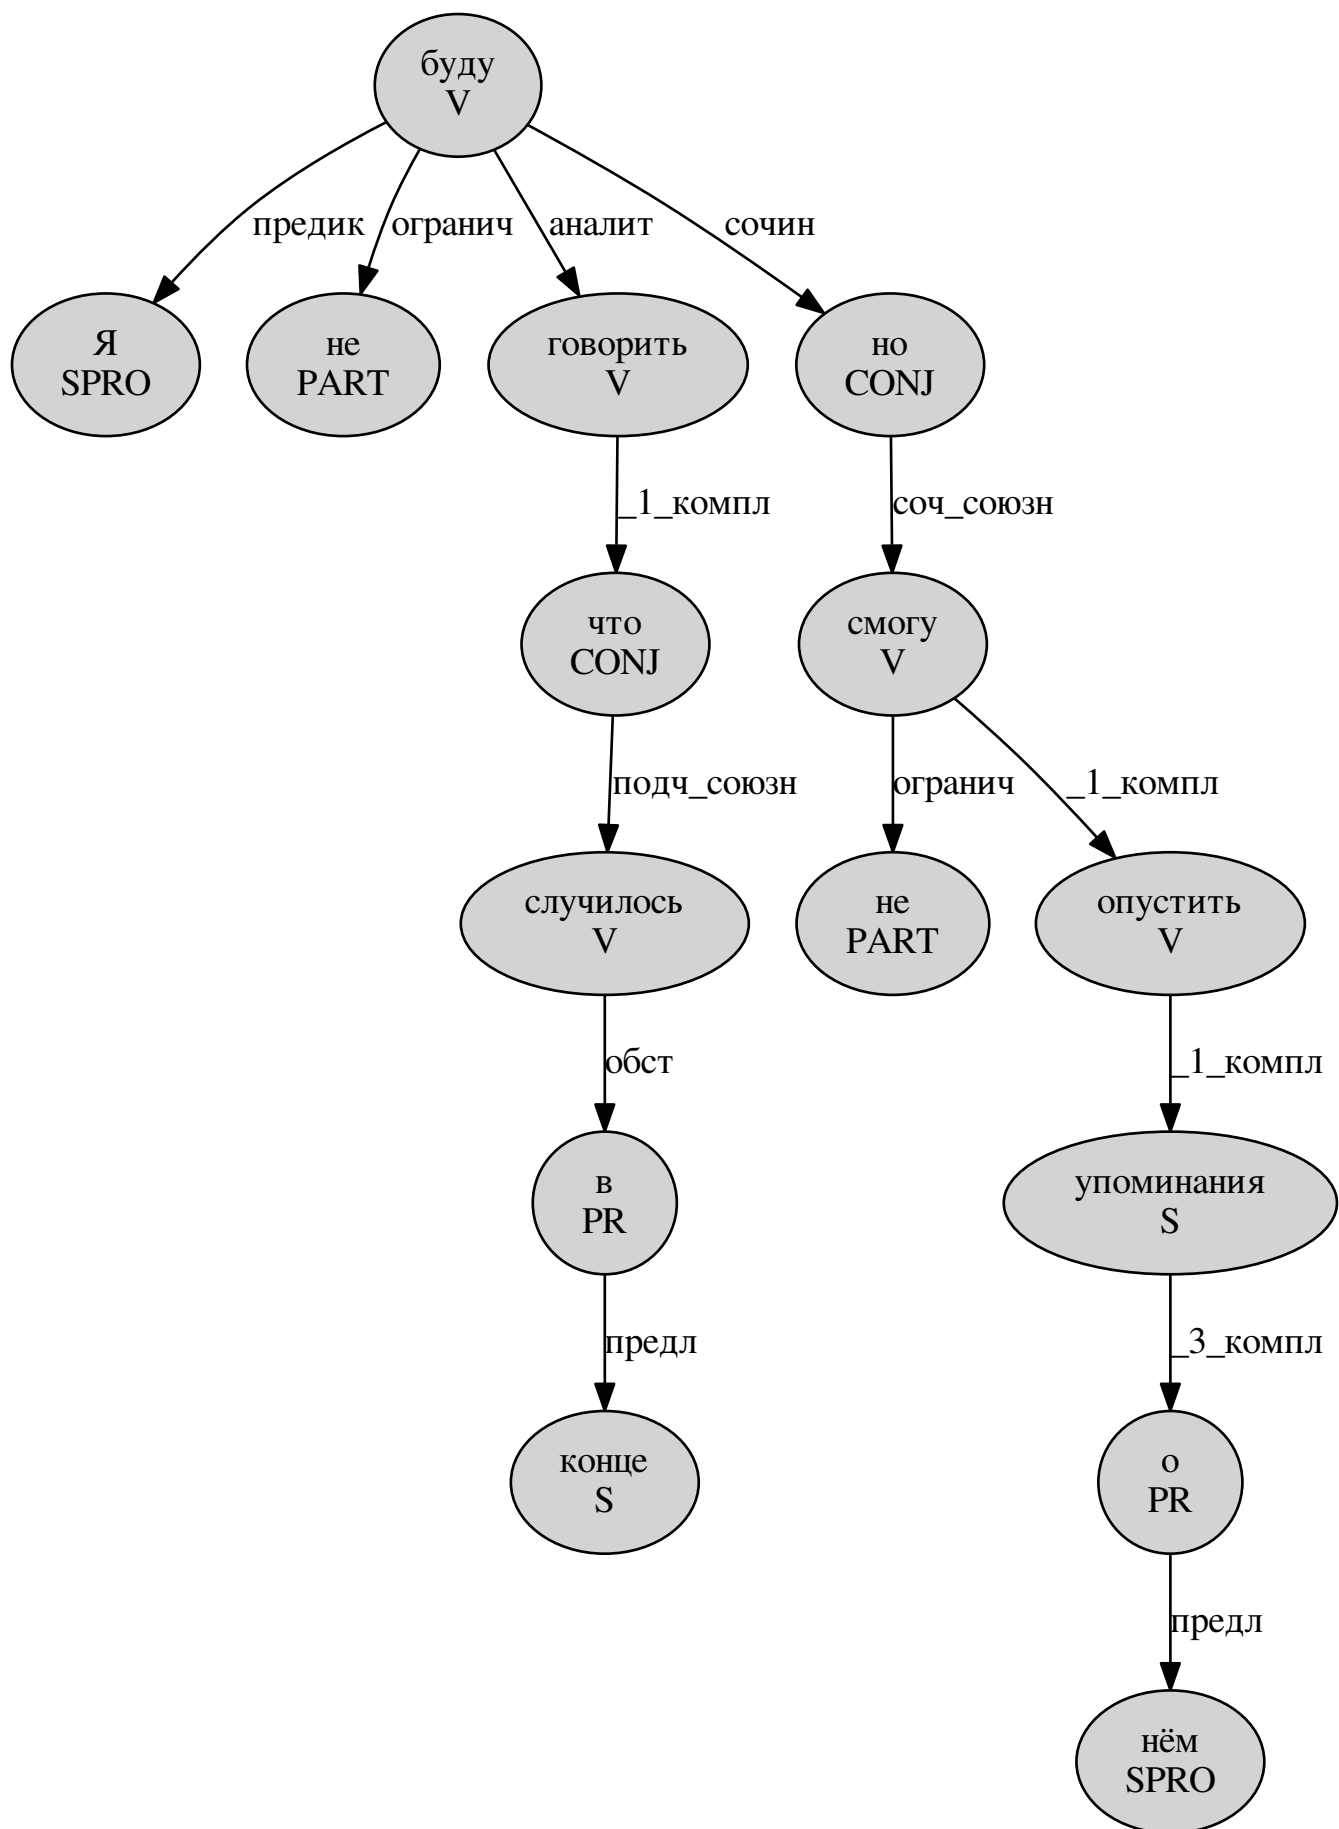 буду
V
предик
огранич
аналит
сочин
Я
SPRO
не
PART
говорить
V
но
CONJ
_1_компл
соч_союзн
что
CONJ
смогу
V
подч_союзн
огранич
_1_компл
случилось
V
не
PART
опустить
V
обст
_1_компл
в
PR
упоминания
S
предл
_3_компл
конце
S
о
PR
предл
нём
SPRO